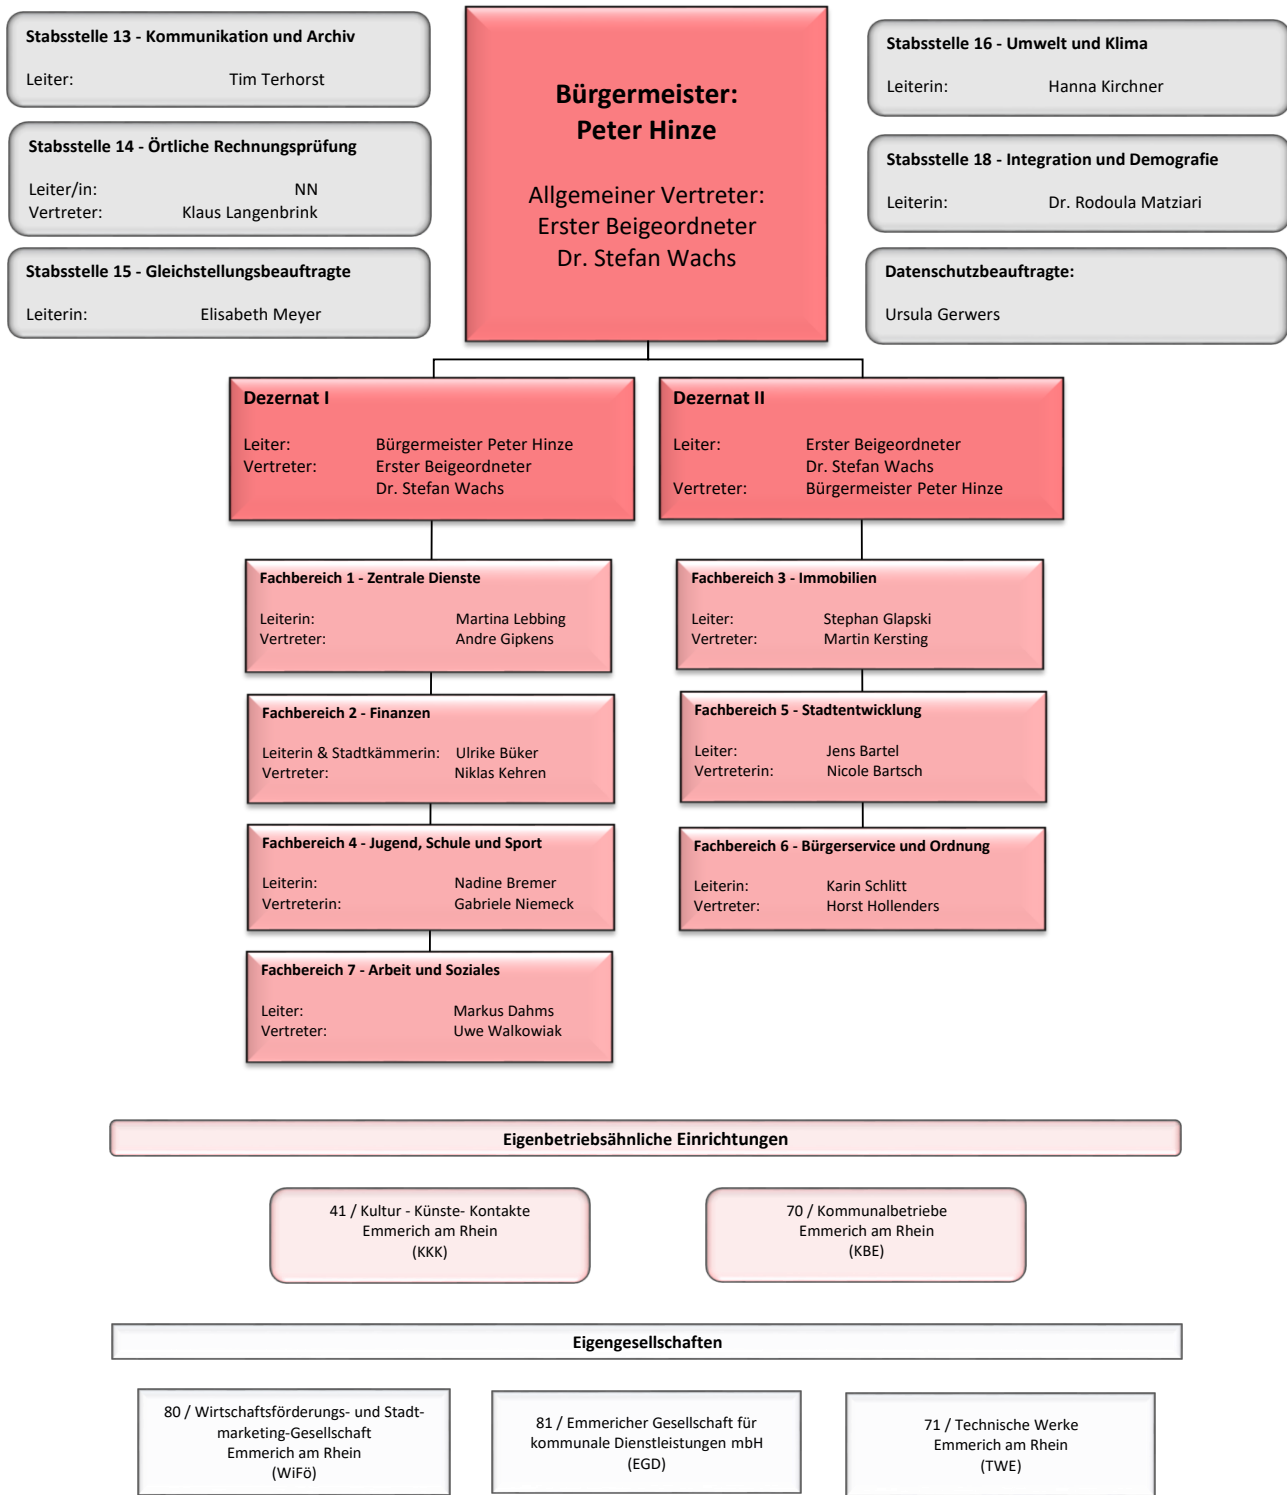 Stabsstelle 13 - Kommunikation und Archiv
Leiter: Tim Terhorst
Stabsstelle 14 - Örtliche Rechnungsprüfung
Leiter/in: NN
Vertreter: Klaus Langenbrink
Stabsstelle 15 - Gleichstellungsbeauftragte
Leiterin: Elisabeth Meyer
Bürgermeister:
Peter Hinze
Allgemeiner Vertreter:
Erster Beigeordneter
Dr. Stefan Wachs
Stabsstelle 16 - Umwelt und Klima
Leiterin: Hanna Kirchner
Stabsstelle 18 - Integration und Demografie
Leiterin: Dr. Rodoula Matziari
Datenschutzbeauftragte:
Ursula Gerwers
Dezernat I
Leiter: Bürgermeister Peter Hinze
Vertreter: Erster Beigeordneter
Dr. Stefan Wachs
Dezernat II
Leiter: Erster Beigeordneter
Dr. Stefan Wachs
Vertreter: Bürgermeister Peter Hinze
Fachbereich 1 - Zentrale Dienste
Leiterin: Martina Lebbing
Vertreter: Andre Gipkens
Fachbereich 2 - Finanzen
Leiterin & Stadtkämmerin: Ulrike Büker
Vertreter: Niklas Kehren
Fachbereich 4 - Jugend, Schule und Sport
Leiterin: Nadine Bremer
Vertreterin: Gabriele Niemeck
Fachbereich 7 - Arbeit und Soziales
Leiter: Markus Dahms
Vertreter: Uwe Walkowiak
Fachbereich 3 - Immobilien
Leiter: Stephan Glapski
Vertreter: Martin Kersting
Fachbereich 5 - Stadtentwicklung
Leiter: Jens Bartel
Vertreterin: Nicole Bartsch
Fachbereich 6 - Bürgerservice und Ordnung
Leiterin: Karin Schlitt
Vertreter: Horst Hollenders
Eigenbetriebsähnliche Einrichtungen
41 / Kultur - Künste- Kontakte
Emmerich am Rhein
(KKK)
70 / Kommunalbetriebe
Emmerich am Rhein
(KBE)
Eigengesellschaften
80 / Wirtschaftsförderungs- und Stadt-
marketing-Gesellschaft
Emmerich am Rhein
(WiFö)
81 / Emmericher Gesellschaft für
kommunale Dienstleistungen mbH
(EGD)
71 / Technische Werke
Emmerich am Rhein
(TWE)